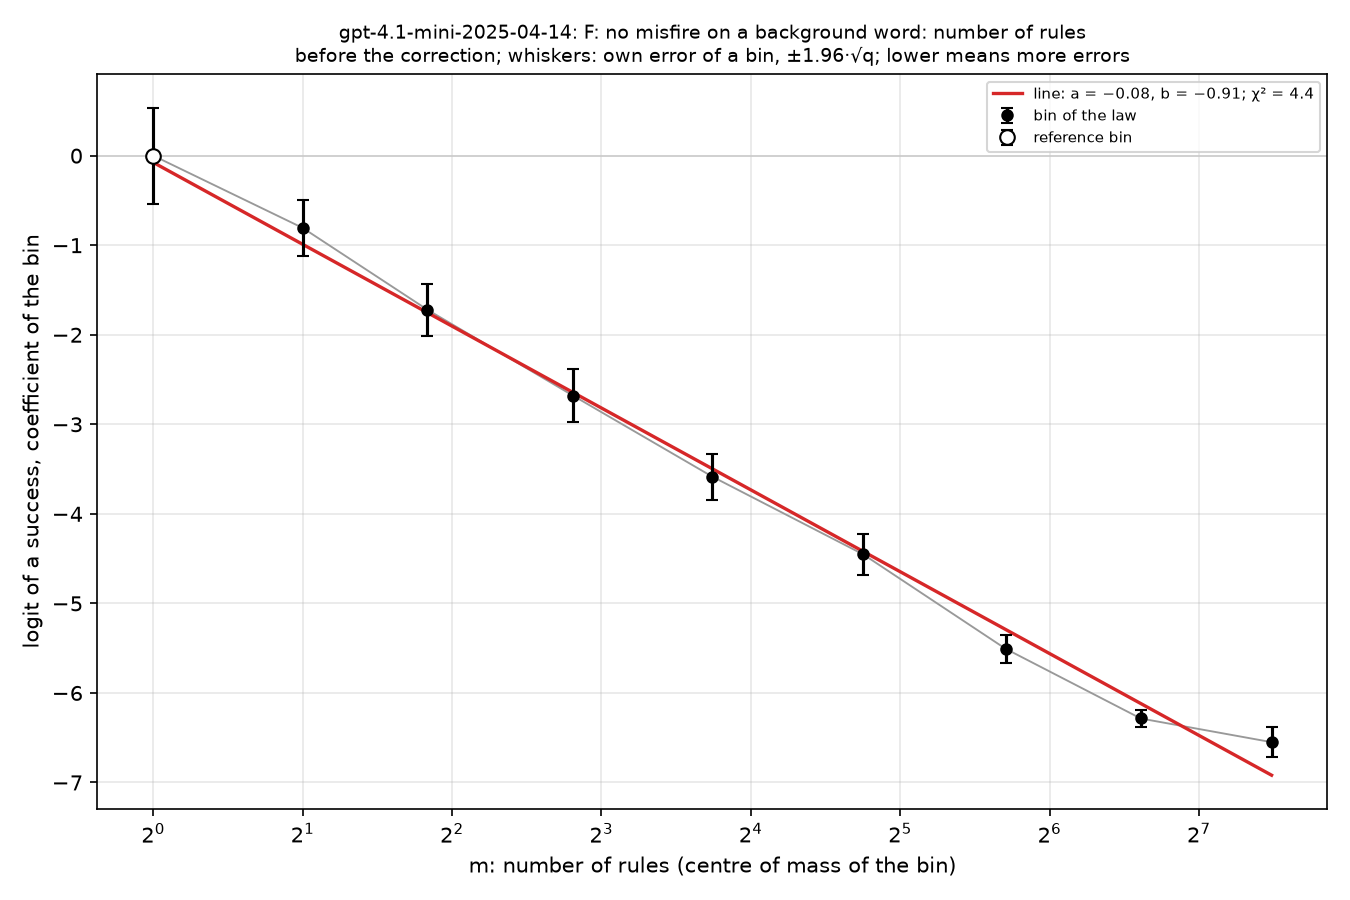 gpt-4.1-mini-2025-04-14: F: no misfire on a background word: number of rules
before the correction; whiskers: own error of a bin, ±1.96·√q; lower means more errors
line: a = −0.08, b = −0.91; χ² = 4.4
bin of the law
reference bin
logit of a success, coefficient of the bin
0
−1
−2
−3
−4
−5
−6
−7
2⁰ 2¹ 2² 2³ 2⁴ 2⁵ 2⁶ 2⁷
m: number of rules (centre of mass of the bin)